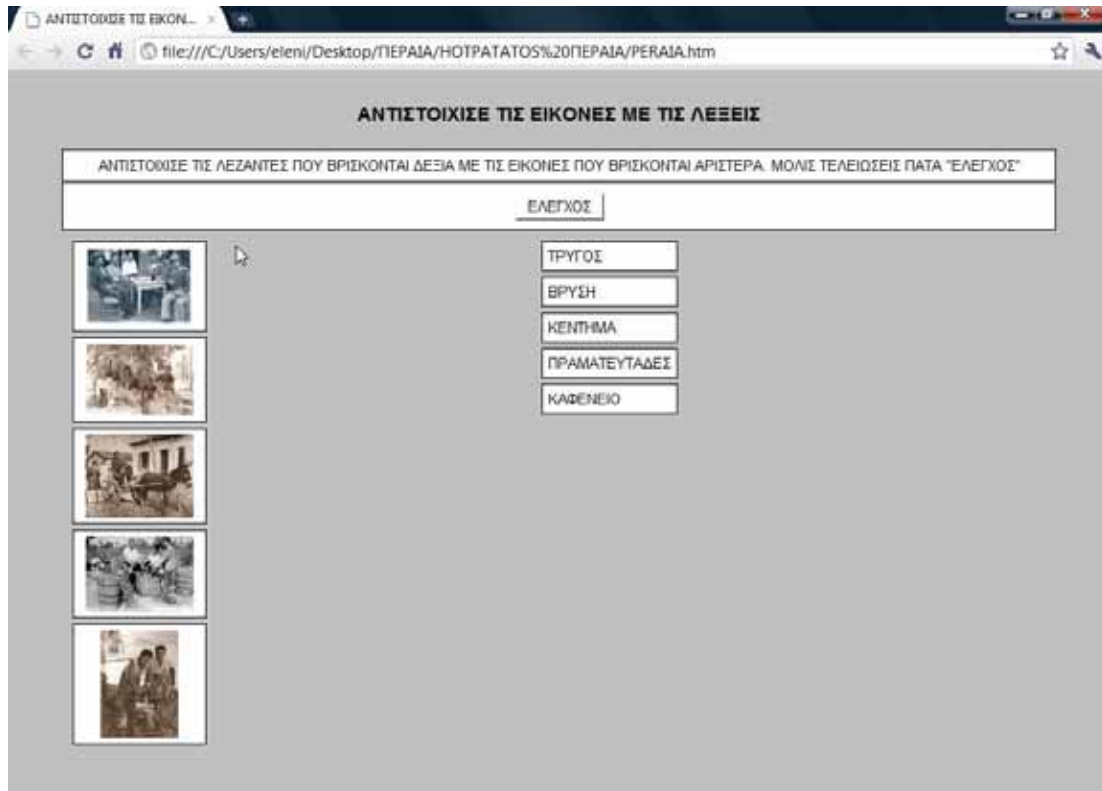 ΑΝΤΙΣΤΟΙΧΙΣΕ ΤΙΣ ΕΙΚΟΝ...
file:///C:/Users/eleni/Desktop/ΠΕΡΑΙΑ/HOTPATATOS%20ΠΕΡΑΙΑ/PERAIA.htm
ΑΝΤΙΣΤΟΙΧΙΣΕ ΤΙΣ ΕΙΚΟΝΕΣ ΜΕ ΤΙΣ ΛΕΞΕΙΣ
ΑΝΤΙΣΤΟΙΧΙΣΕ ΤΙΣ ΛΕΖΑΝΤΕΣ ΠΟΥ ΒΡΙΣΚΟΝΤΑΙ ΔΕΞΙΑ ΜΕ ΤΙΣ ΕΙΚΟΝΕΣ ΠΟΥ ΒΡΙΣΚΟΝΤΑΙ ΑΡΙΣΤΕΡΑ. ΜΟΛΙΣ ΤΕΛΕΙΩΣΕΙΣ ΠΑΤΑ "ΕΛΕΓΧΟΣ"
ΕΛΕΓΧΟΣ
ΤΡΥΓΟΣ
ΒΡΥΣΗ
ΚΕΝΤΗΜΑ
ΠΡΑΜΑΤΕΥΤΑΔΕΣ
ΚΑΦΕΝΕΙΟ